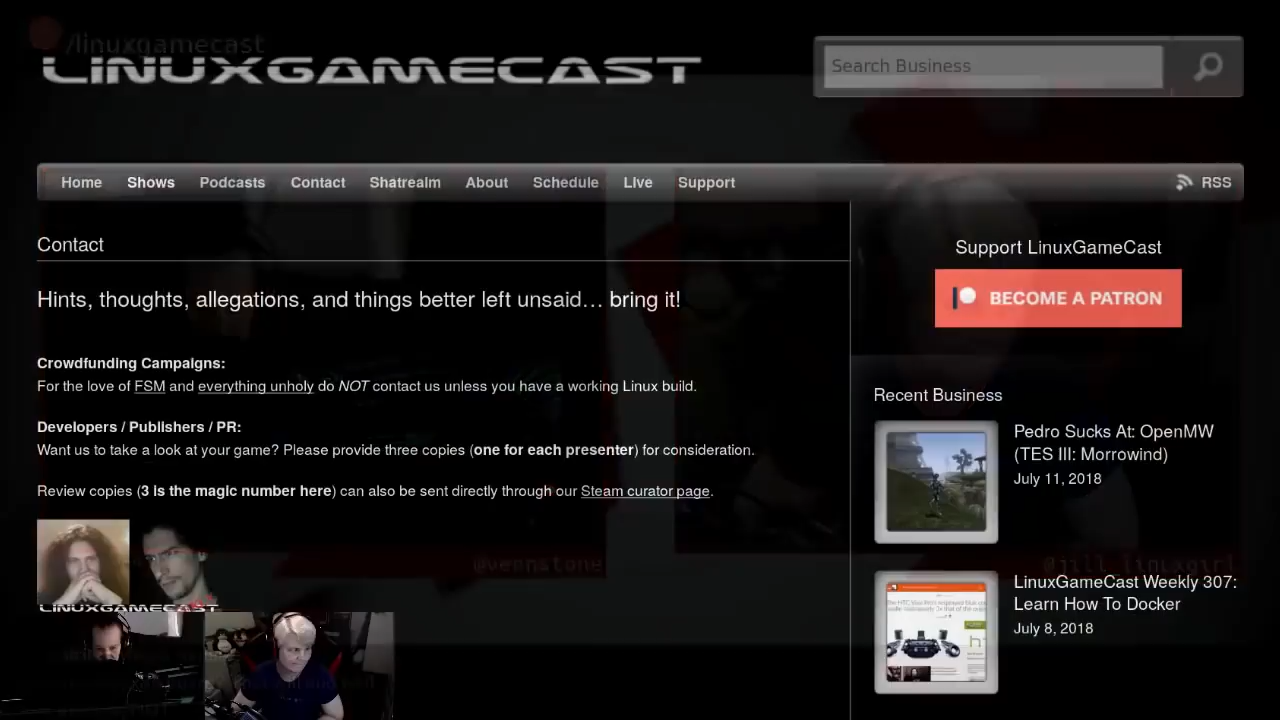 /linuxgamecast
LINUXGAMECAST
Search Business
Home Shows Podcasts Contact Shatrealm About Schedule Live Support RSS
Contact
Hints, thoughts, allegations, and things better left unsaid… bring it!
Crowdfunding Campaigns:
For the love of FSM and everything unholy do NOT contact us unless you have a working Linux build.
Developers / Publishers / PR:
Want us to take a look at your game? Please provide three copies (one for each presenter) for consideration.
Review copies (3 is the magic number here) can also be sent directly through our Steam curator page.
@vennstone
@jill_linuxgirl
LINUXGAMECAST
Support LinuxGameCast
BECOME A PATRON
Recent Business
Pedro Sucks At: OpenMW
(TES III: Morrowind)
July 11, 2018
LinuxGameCast Weekly 307:
Learn How To Docker
July 8, 2018